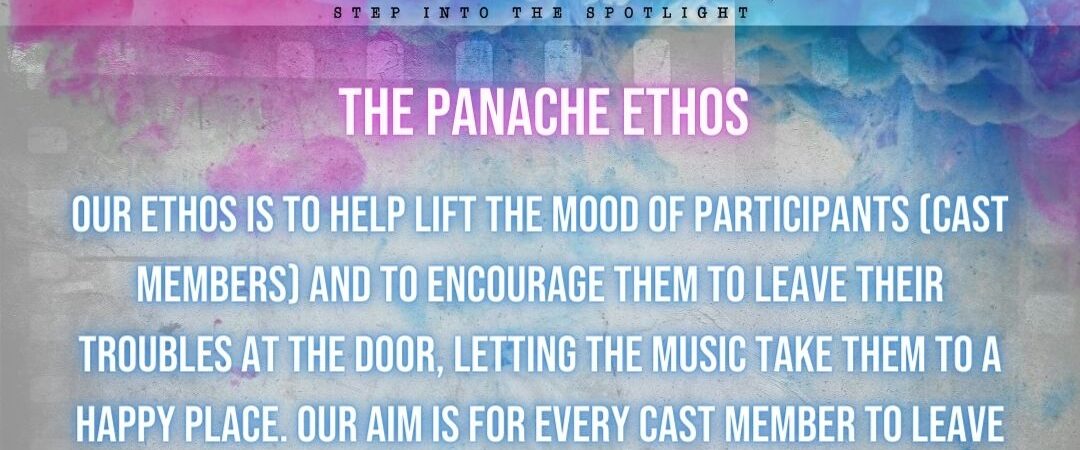 STEP INTO THE SPOTLIGHT
THE PANACHE ETHOS
OUR ETHOS IS TO HELP LIFT THE MOOD OF PARTICIPANTS (CAST
MEMBERS) AND TO ENCOURAGE THEM TO LEAVE THEIR
TROUBLES AT THE DOOR, LETTING THE MUSIC TAKE THEM TO A
HAPPY PLACE. OUR AIM IS FOR EVERY CAST MEMBER TO LEAVE